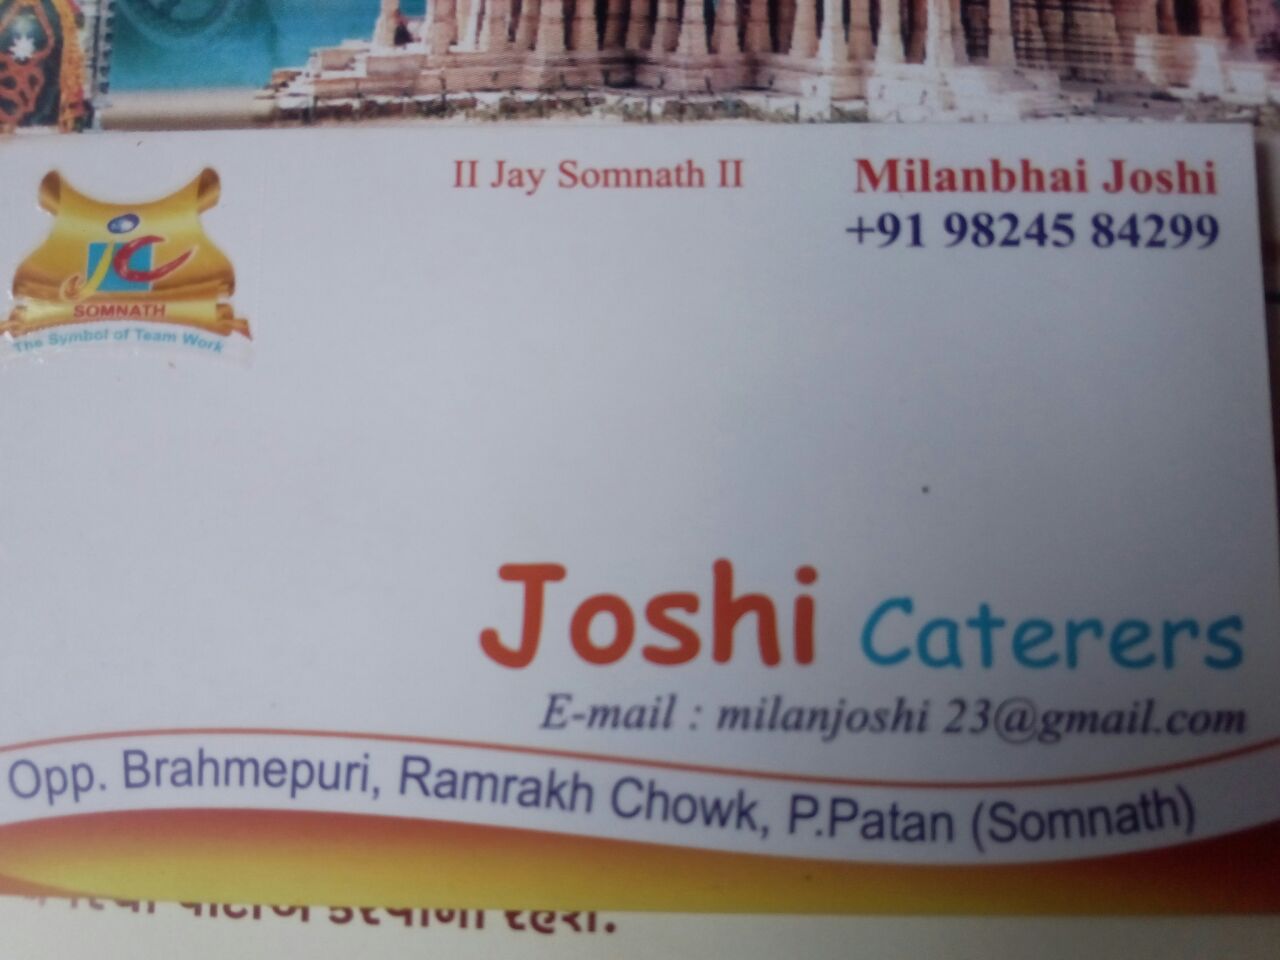 II Jay Somnath II
Milanbhai Joshi
+91 98245 84299
JC
SOMNATH
The Symbol of Team Work
Joshi Caterers
E-mail : milanjoshi 23@gmail.com
Opp. Brahmepuri, Ramrakh Chowk, P.Patan (Somnath)